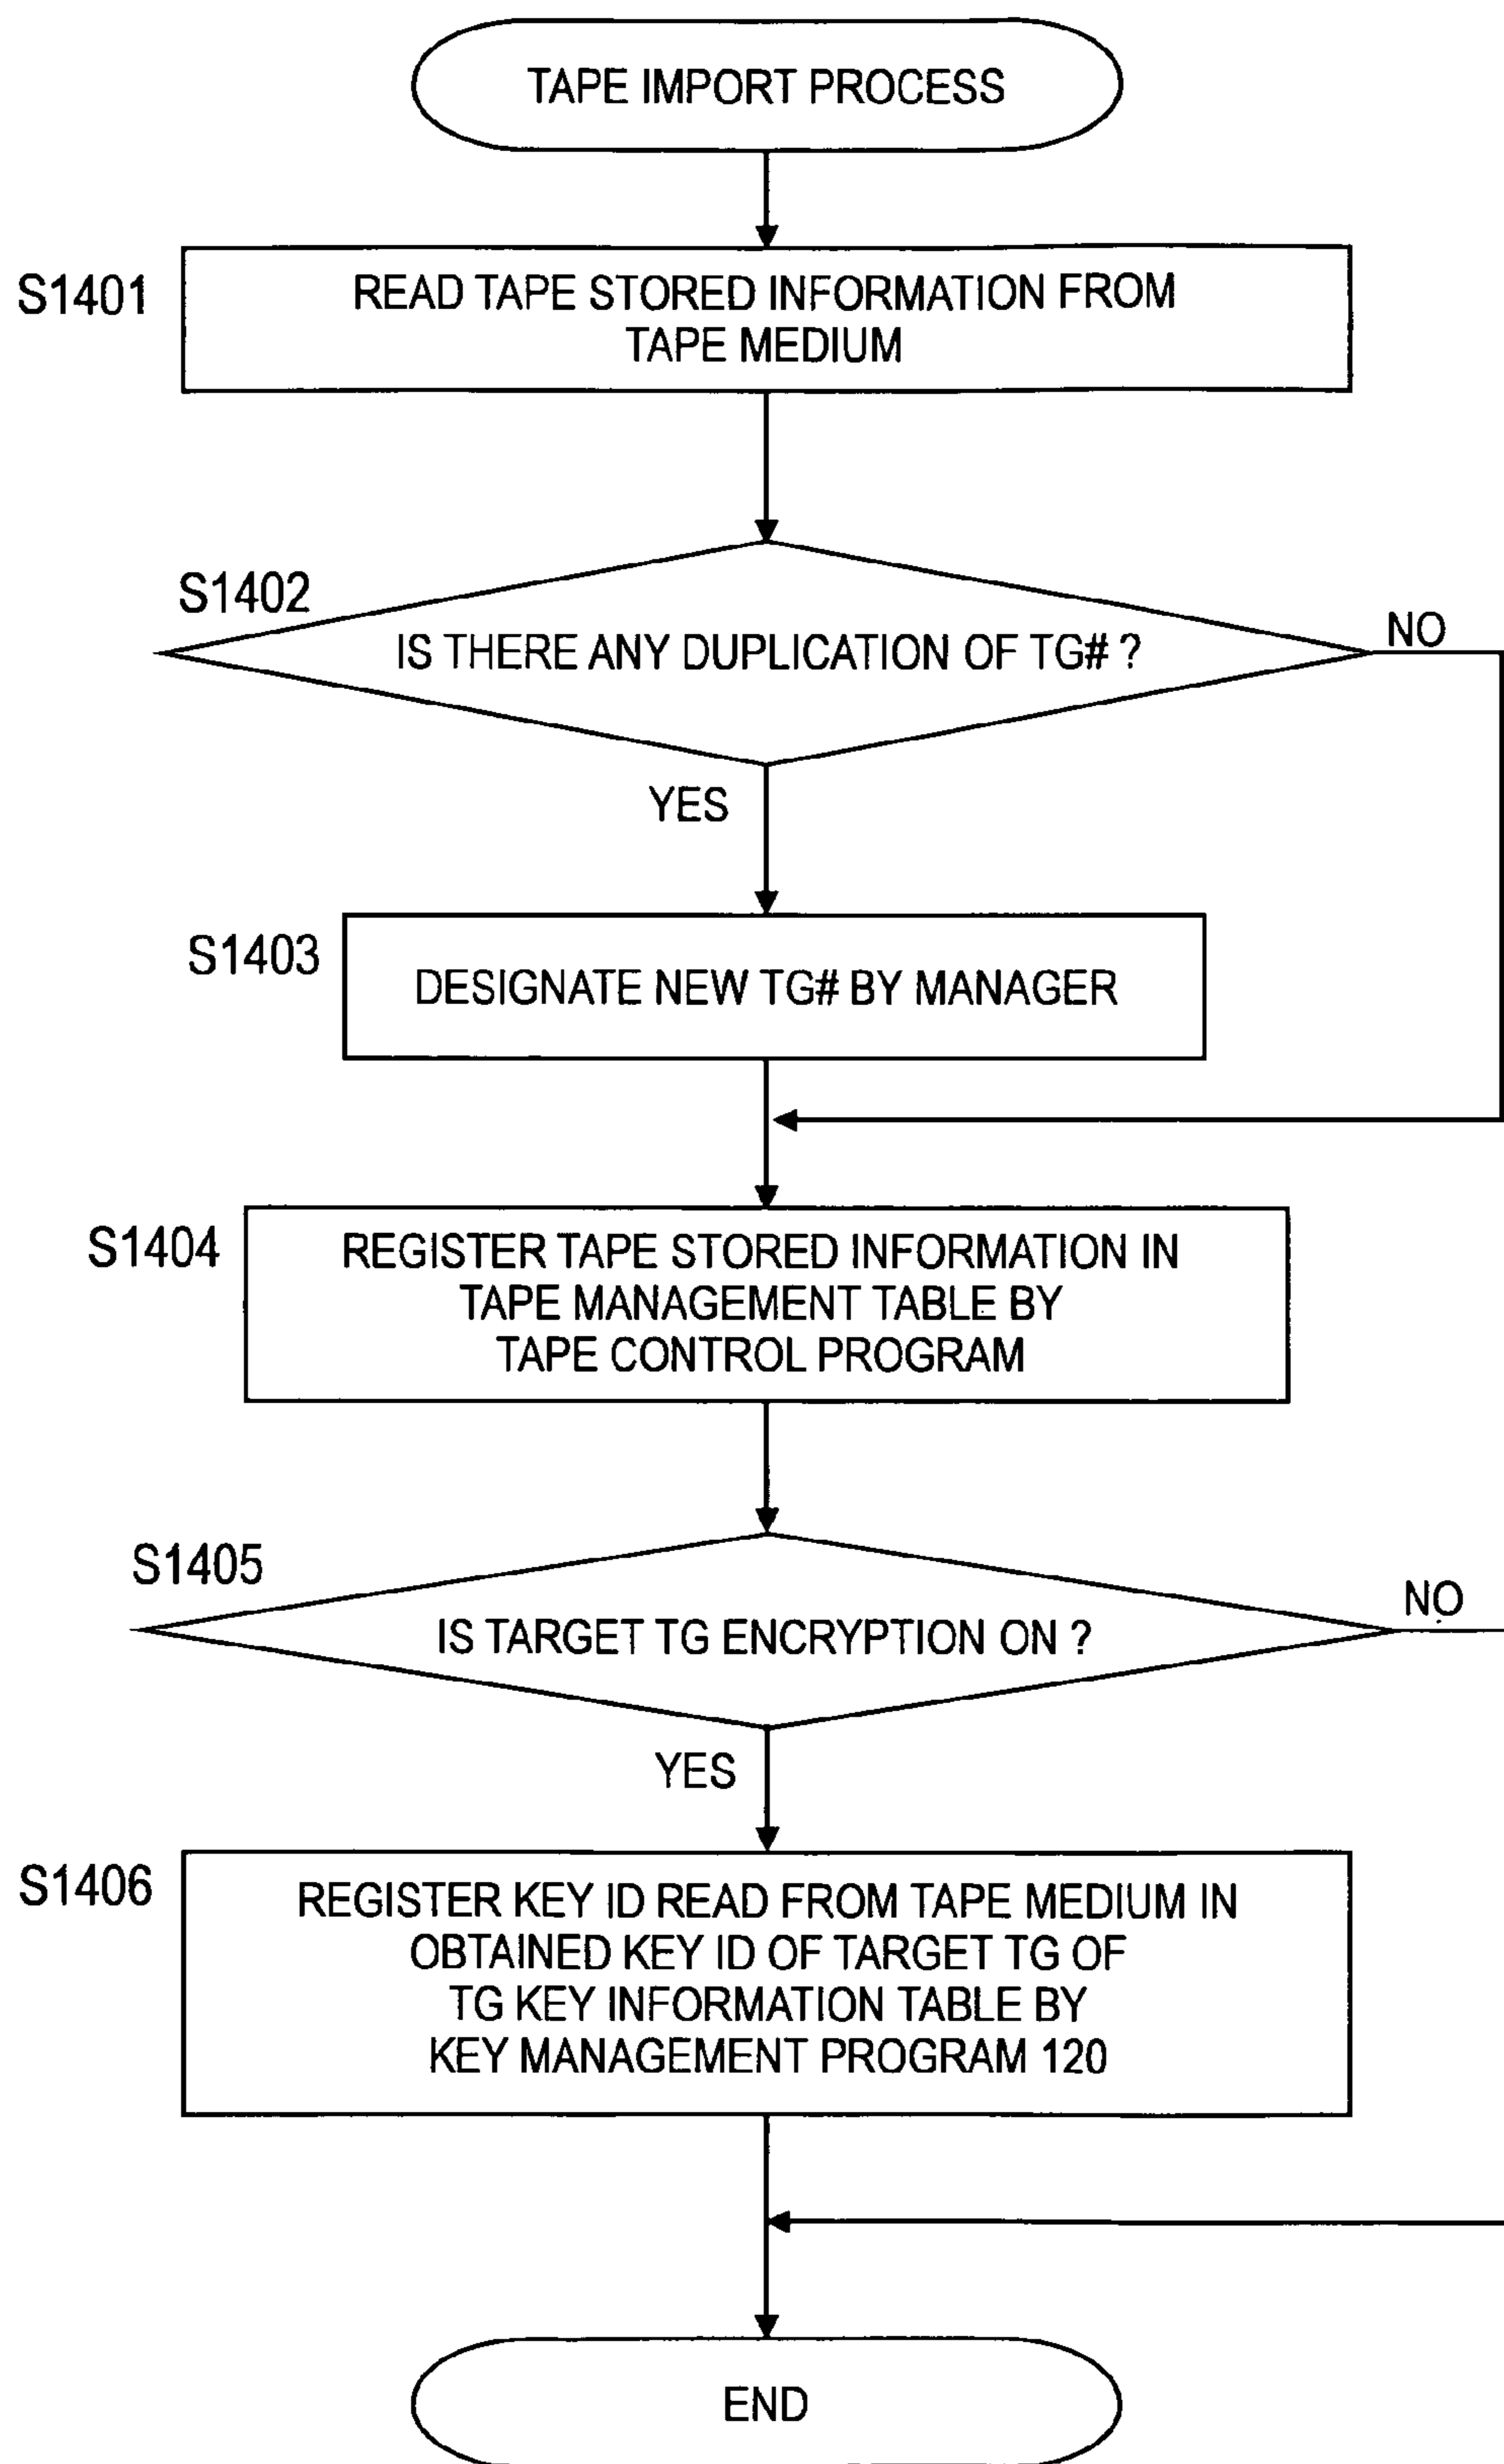 TAPE IMPORT PROCESS
S1401
READ TAPE STORED INFORMATION FROM
TAPE MEDIUM
S1402
IS THERE ANY DUPLICATION OF TG# ?
NO
YES
S1403
DESIGNATE NEW TG# BY MANAGER
S1404
REGISTER TAPE STORED INFORMATION IN
TAPE MANAGEMENT TABLE BY
TAPE CONTROL PROGRAM
S1405
IS TARGET TG ENCRYPTION ON ?
NO
YES
S1406
REGISTER KEY ID READ FROM TAPE MEDIUM IN
OBTAINED KEY ID OF TARGET TG OF
TG KEY INFORMATION TABLE BY
KEY MANAGEMENT PROGRAM 120
END